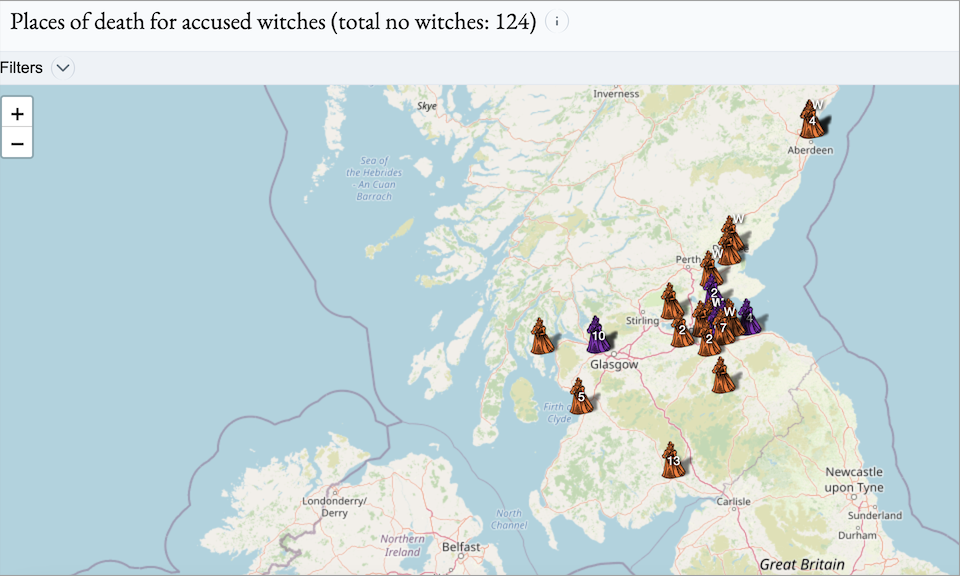 Places of death for accused witches (total no witches: 124) i
Filters
+
−
Inverness
Skye
W
4
Aberdeen
Sea of
the Hebrides
- An Cuan
Barrach
W
Perth
W
2
W
Stirling
10
2
7
W
4
2
Glasgow
5
Firth of
Clyde
13
Newcastle
upon Tyne
Carlisle
Sunderland
Londonderry/
Derry
North
Channel
Durham
Northern
Ireland
Belfast
Great Britain